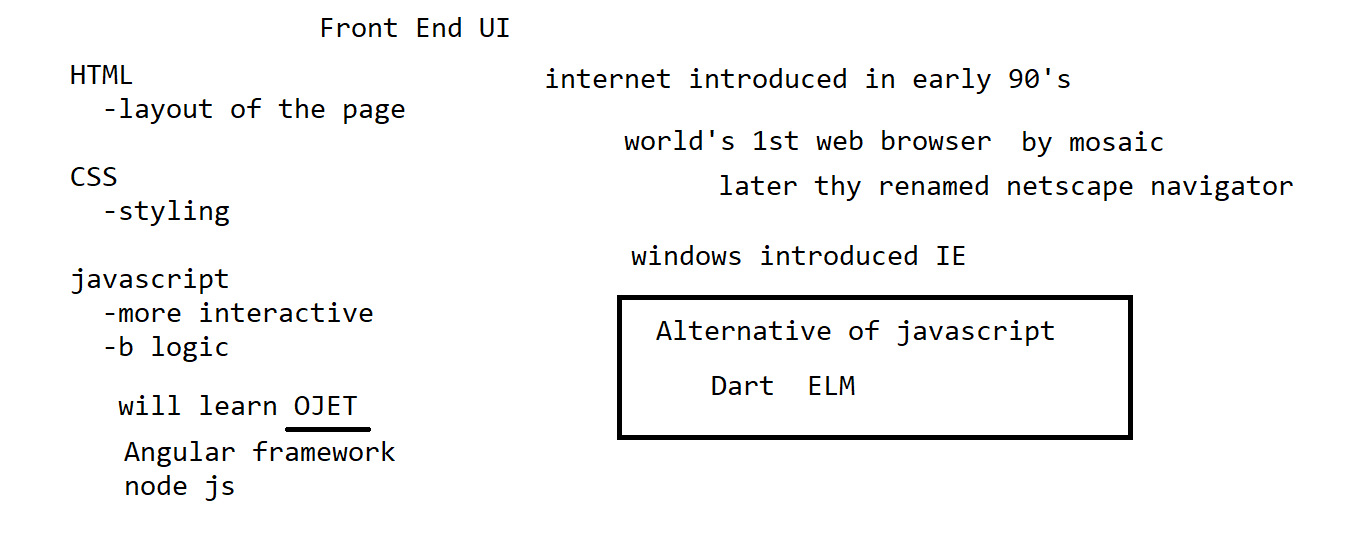 Front End UI
HTML
-layout of the page
CSS
-styling
javascript
-more interactive
-b logic
will learn OJET
Angular framework
node js
internet introduced in early 90's
world's 1st web browser by mosaic
later thy renamed netscape navigator
windows introduced IE
Alternative of javascript
Dart ELM